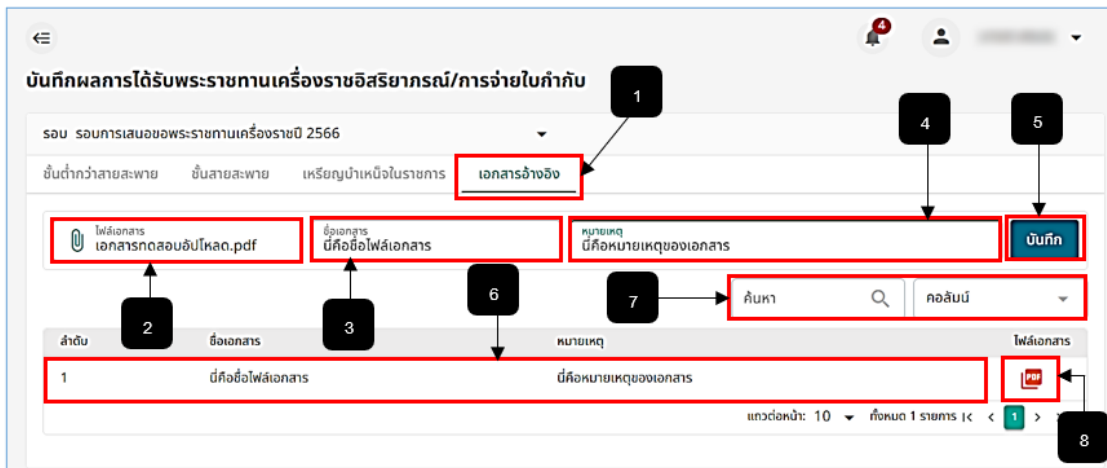 4
บันทึกผลการได้รับพระราชทานเครื่องราชอิสริยาภรณ์/การจ่ายใบกำกับ
1
4
5
รอบ รอบการเสนอขอพระราชทานเครื่องราชปี 2566
ชั้นต่ำกว่าสายสะพาย ชั้นสายสะพาย เหรียญบำเหน็จในราชการ เอกสารอ้างอิง
ไฟล์เอกสาร ชื่อเอกสาร หมายเหตุ
เอกสารทดสอบอัปโหลด.pdf นี่คือชื่อไฟล์เอกสาร นี่คือหมายเหตุของเอกสาร บันทึก
6
7
ค้นหา คอลัมน์
2
3
ลำดับ ชื่อเอกสาร หมายเหตุ ไฟล์เอกสาร
1 นี่คือชื่อไฟล์เอกสาร นี่คือหมายเหตุของเอกสาร PDF
แถวต่อหน้า: 10 ทั้งหมด 1 รายการ |< < 1 >
8